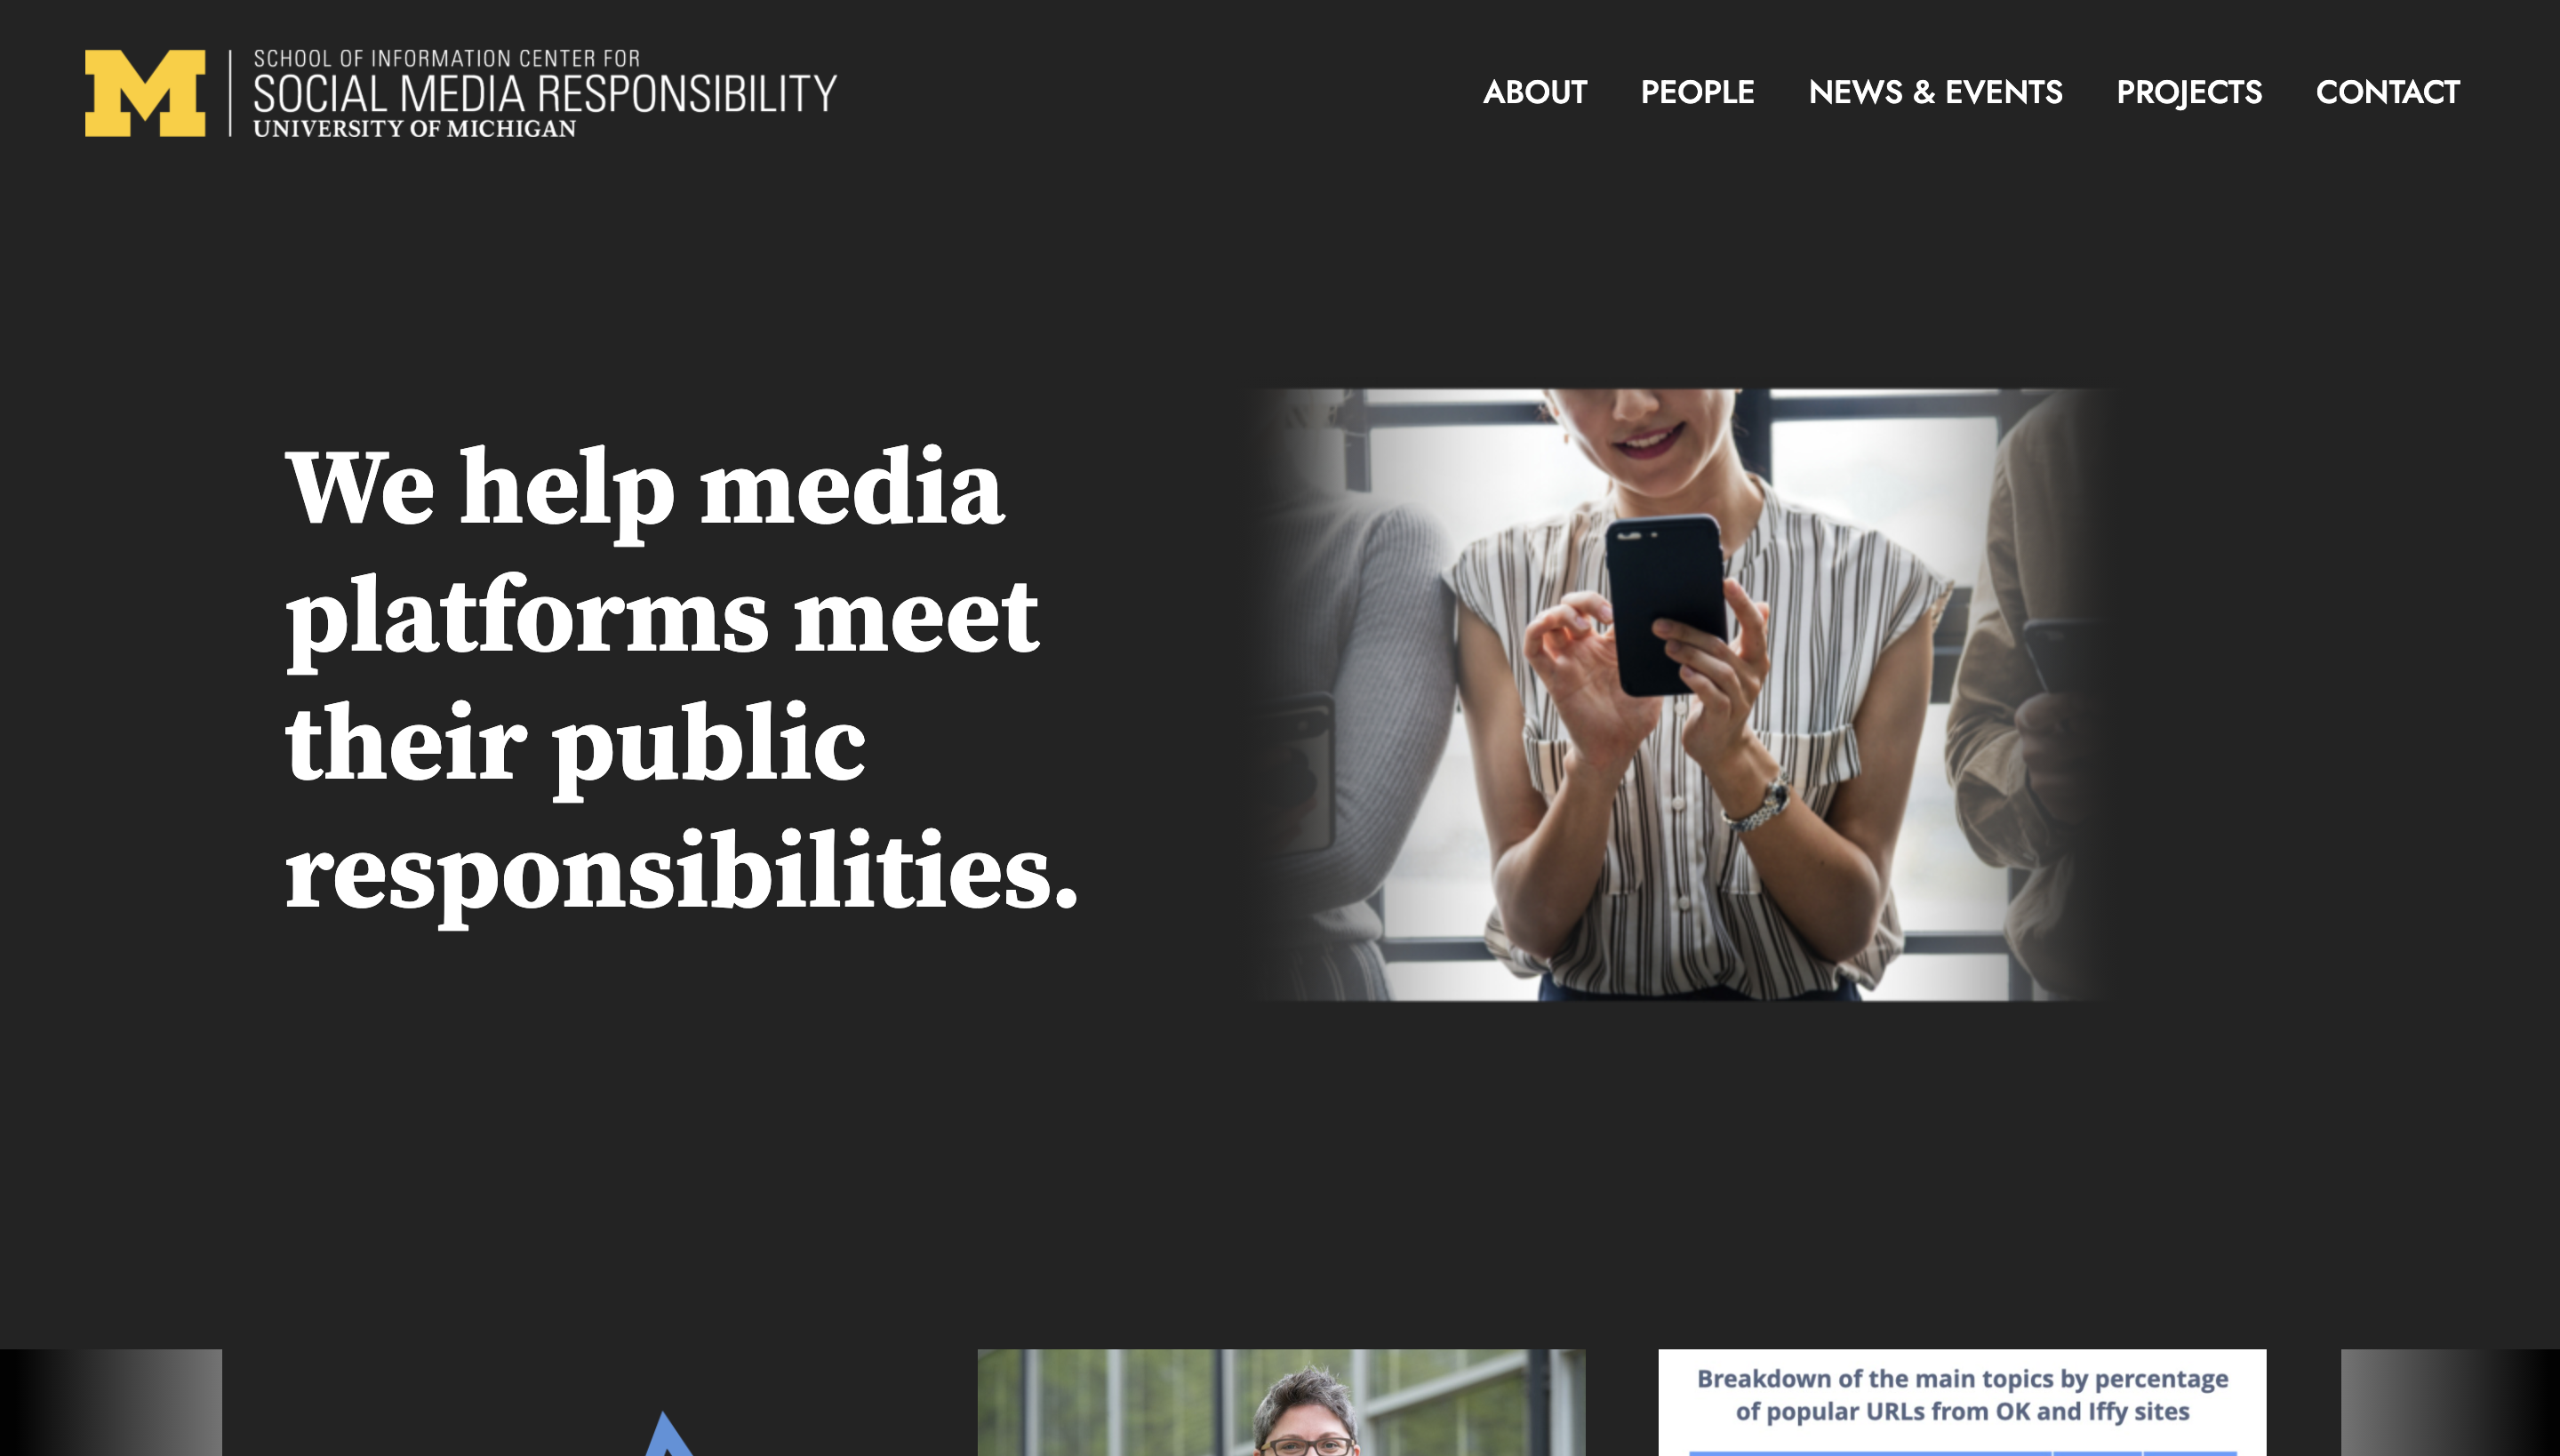 M
SCHOOL OF INFORMATION CENTER FOR
SOCIAL MEDIA RESPONSIBILITY
UNIVERSITY OF MICHIGAN
ABOUT
PEOPLE
NEWS & EVENTS
PROJECTS
CONTACT
We help media
platforms meet
their public
responsibilities.
Breakdown of the main topics by percentage
of popular URLs from OK and Iffy sites